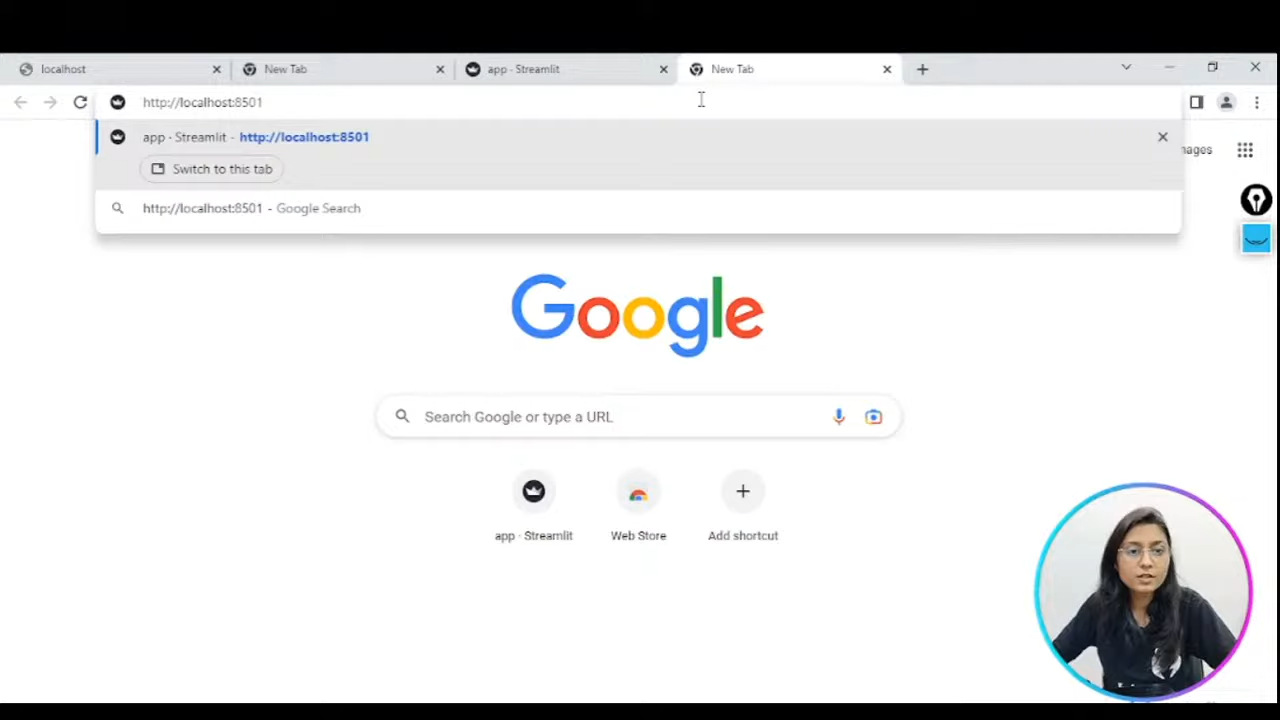 localhost
New Tab
app · Streamlit
New Tab
http://localhost:8501
app · Streamlit - http://localhost:8501
Switch to this tab
http://localhost:8501 - Google Search
Google
Search Google or type a URL
app · Streamlit
Web Store
Add shortcut